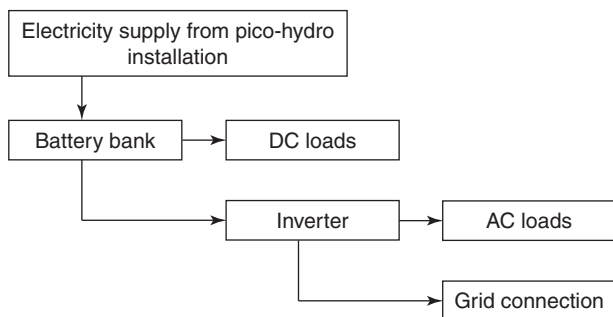 Electricity supply from pico-hydro
installation
Battery bank
DC loads
Inverter
AC loads
Grid connection